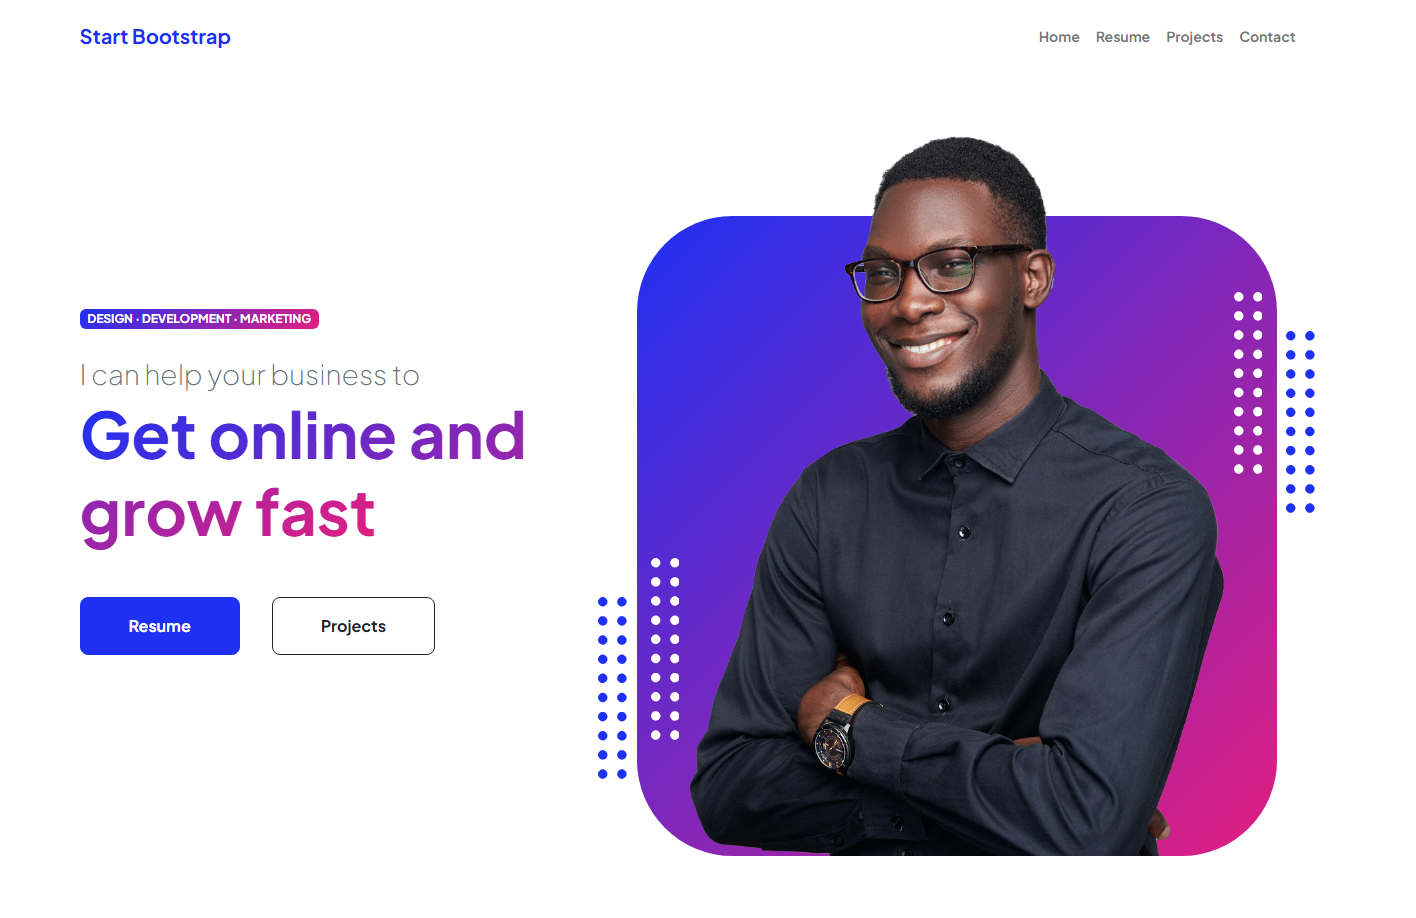 Start Bootstrap
Home Resume Projects Contact
DESIGN · DEVELOPMENT · MARKETING
I can help your business to
Get online and
grow fast
Resume Projects